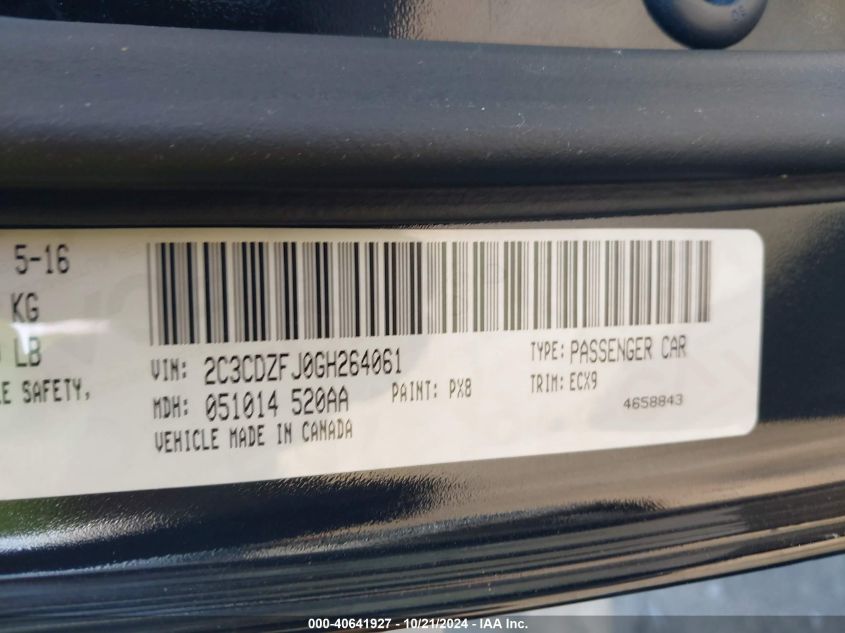 5-16
KG
LB
SAFETY,
VIN: 2C3CDZFJ0GH264061
TYPE: PASSENGER CAR
MDH: 051014 520AA
PAINT: PX8
TRIM: ECX9
4658843
VEHICLE MADE IN CANADA
000-40641927 - 10/21/2024 - IAA Inc.